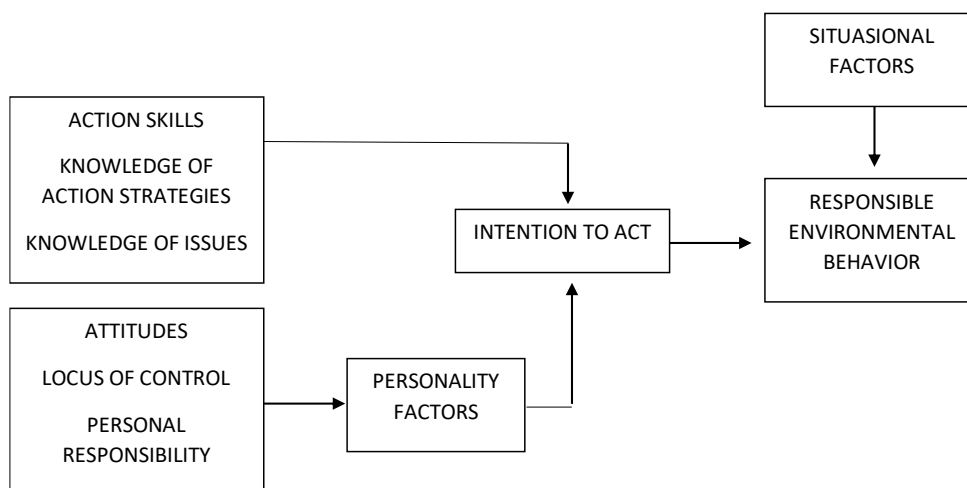 SITUASIONAL
FACTORS
ACTION SKILLS
KNOWLEDGE OF
ACTION STRATEGIES
KNOWLEDGE OF ISSUES
INTENTION TO ACT
RESPONSIBLE
ENVIRONMENTAL
BEHAVIOR
ATTITUDES
LOCUS OF CONTROL
PERSONAL
RESPONSIBILITY
PERSONALITY
FACTORS